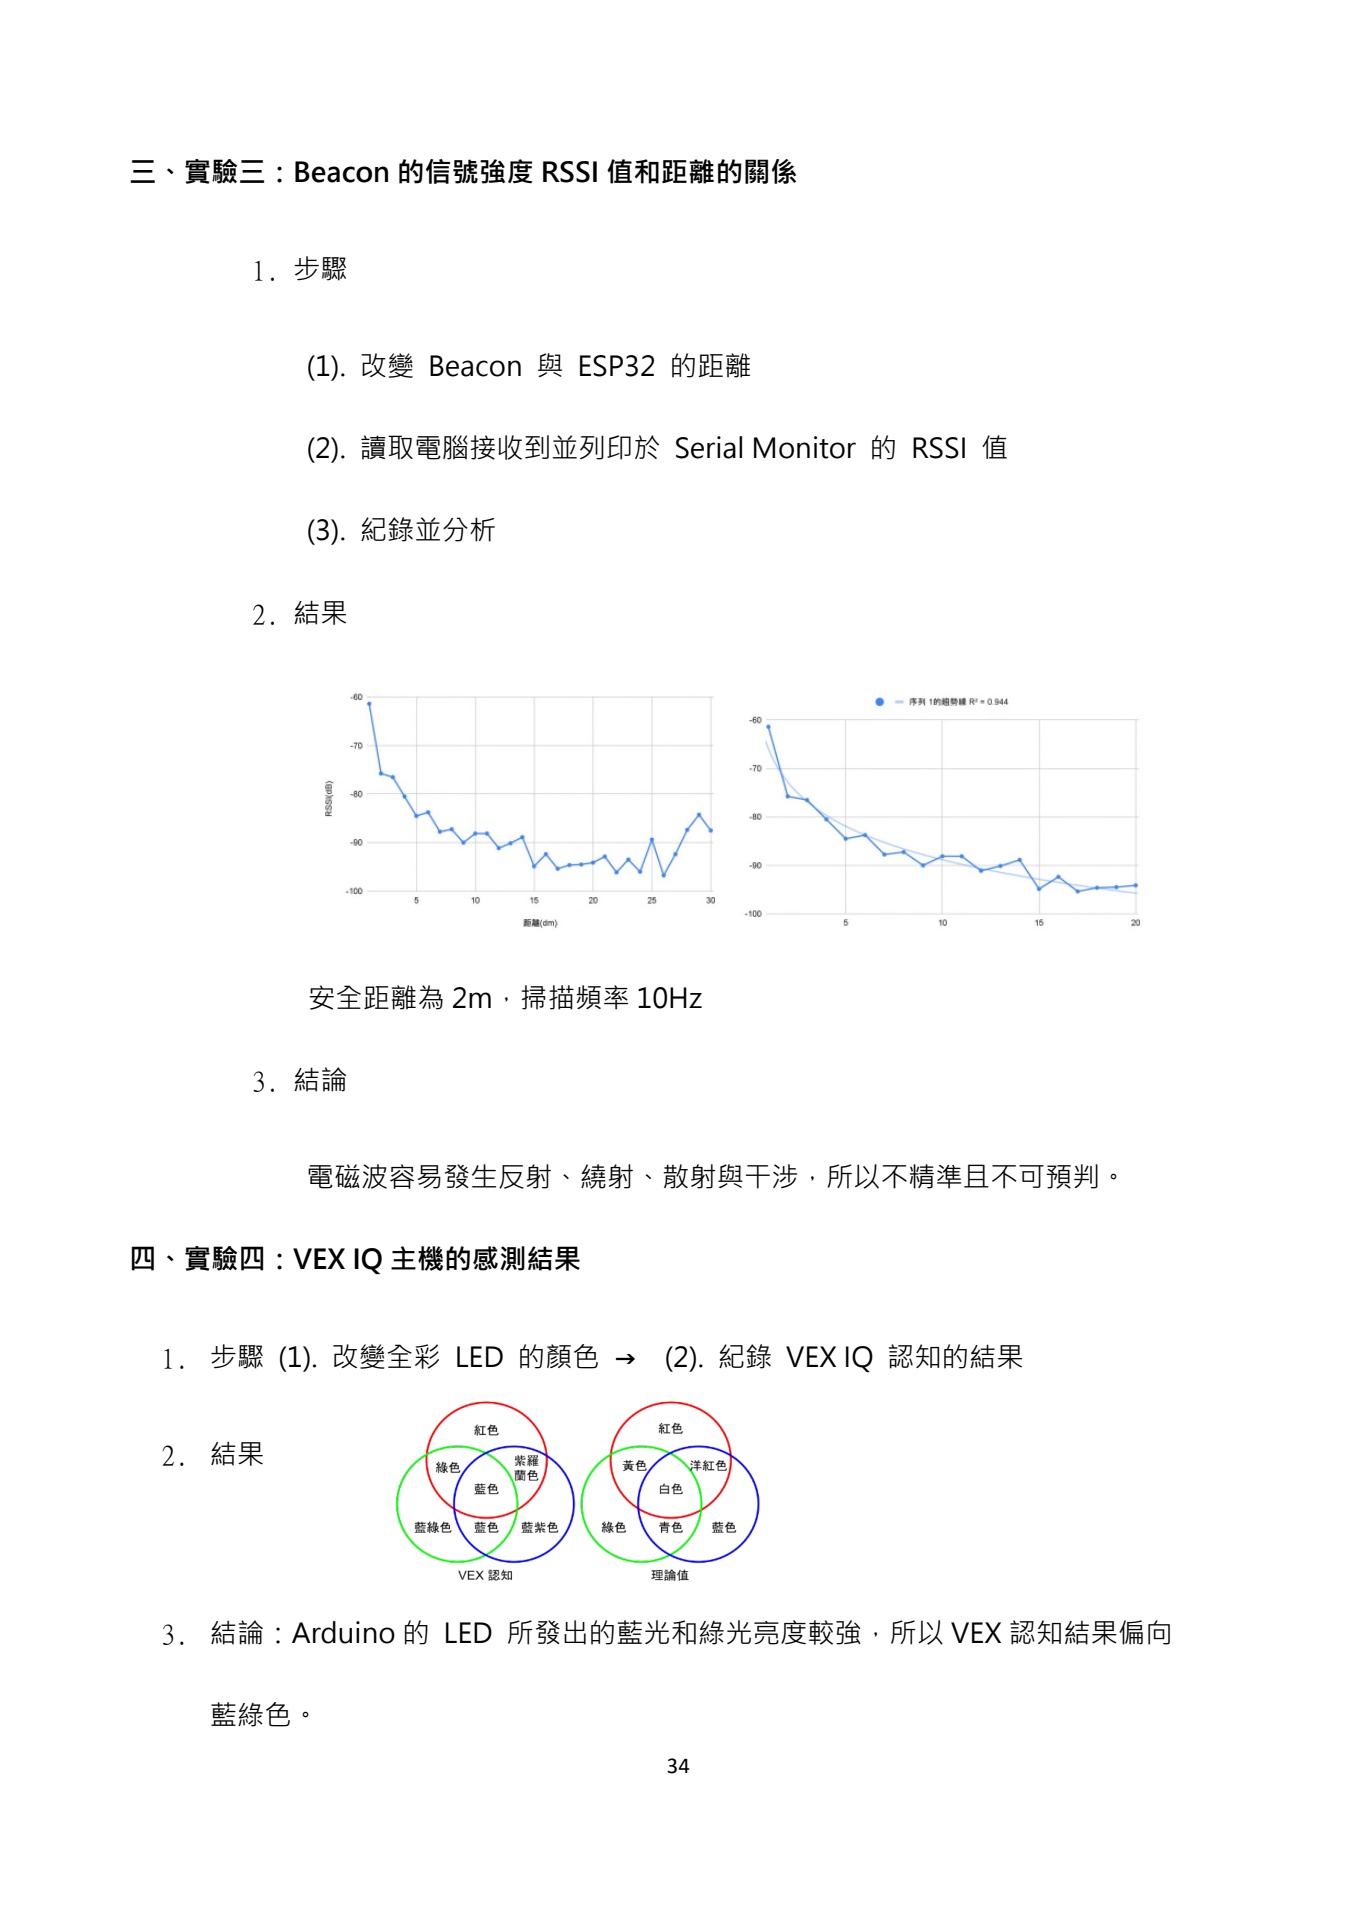 三、實驗三：Beacon 的信號強度 RSSI 值和距離的關係
1. 步驟
(1). 改變 Beacon 與 ESP32 的距離
(2). 讀取電腦接收到並列印於 Serial Monitor 的 RSSI 值
(3). 紀錄並分析
2. 結果
-60
-70
-80
-90
-100
RSSI(dB)
5 10 15 20 25 30
距離(dm)
序列 1的趨勢線 R² = 0.944
-60
-70
-80
-90
-100
5 10 15 20
安全距離為 2m，掃描頻率 10Hz
3. 結論
電磁波容易發生反射、繞射、散射與干涉，所以不精準且不可預判。
四、實驗四：VEX IQ 主機的感測結果
1. 步驟 (1). 改變全彩 LED 的顏色 → (2). 紀錄 VEX IQ 認知的結果
2. 結果
紅色
綠色
紫羅
蘭色
藍色
藍綠色 藍色 藍紫色
VEX 認知
紅色
黃色 洋紅色
白色
綠色 青色 藍色
理論值
3. 結論：Arduino 的 LED 所發出的藍光和綠光亮度較強，所以 VEX 認知結果偏向
藍綠色。
34